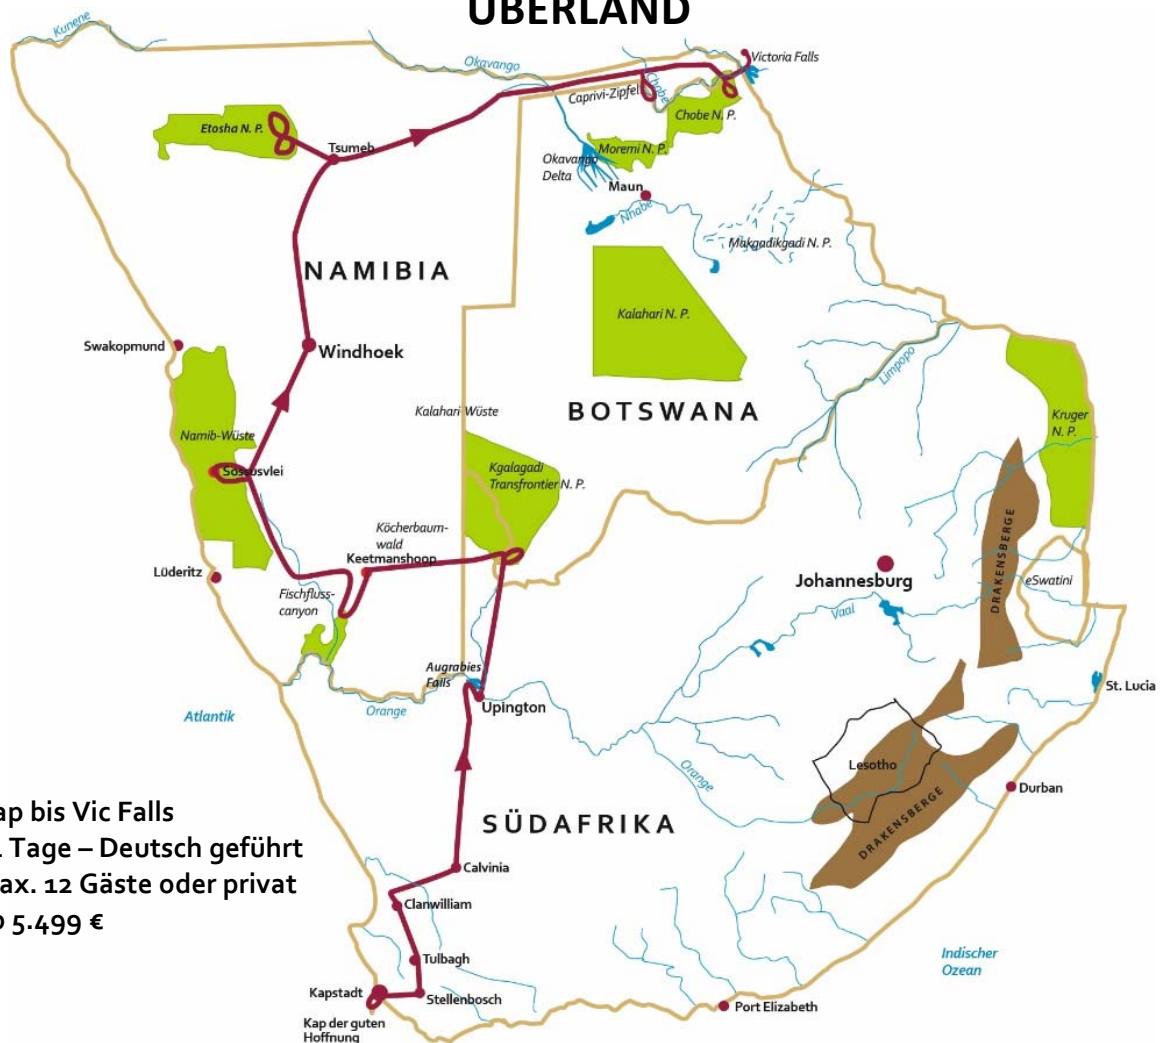 ÜBERLAND
Kunene
Okavango
Victoria Falls
Caprivi-Zipfel
Chobe
Chobe N. P.
Etosha N. P.
Tsumeb
Moremi N. P.
Okavango
Delta
Maun
Nhabe
Makgadikgadi N. P.
NAMIBIA
Kalahari N. P.
Swakopmund
Windhoek
Limpopo
Kalahari-Wüste
BOTSWANA
Kruger
N. P.
Namib-Wüste
Sossusvlei
Kgalagadi
Transfrontier N. P.
Köcherbaum-
wald
Keetmanshoop
DRAKENSBERGE
Lüderitz
Johannesburg
eSwatini
Fischfluss-
canyon
Vaal
Augrabies
Falls
St. Lucia
Upington
Orange
Atlantik
Orange
Lesotho
Durban
ap bis Vic Falls
SÜDAFRIKA
DRAKENSBERGE
Tage – Deutsch geführt
ax. 12 Gäste oder privat
5.499 €
Calvinia
Clanwilliam
Tulbagh
Indischer
Ozean
Kapstadt
Stellenbosch
Port Elizabeth
Kap der guten
Hoffnung